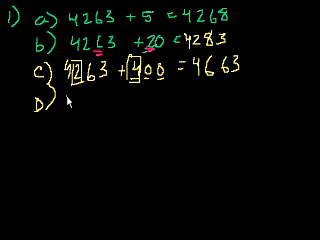 1) a) 4263 + 5 = 4268
b) 4263 + 20 = 4283
c) 4263 + 400 = 4663
D)